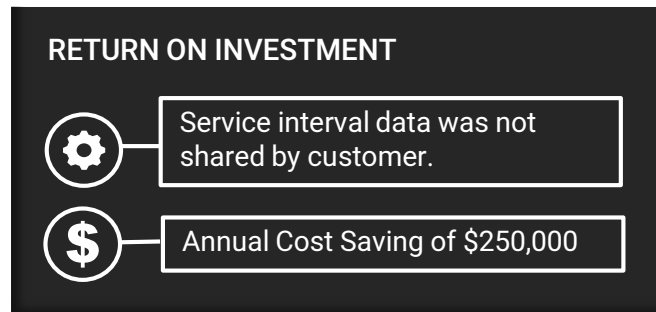 RETURN ON INVESTMENT
Service interval data was not
shared by customer.
$
Annual Cost Saving of $250,000